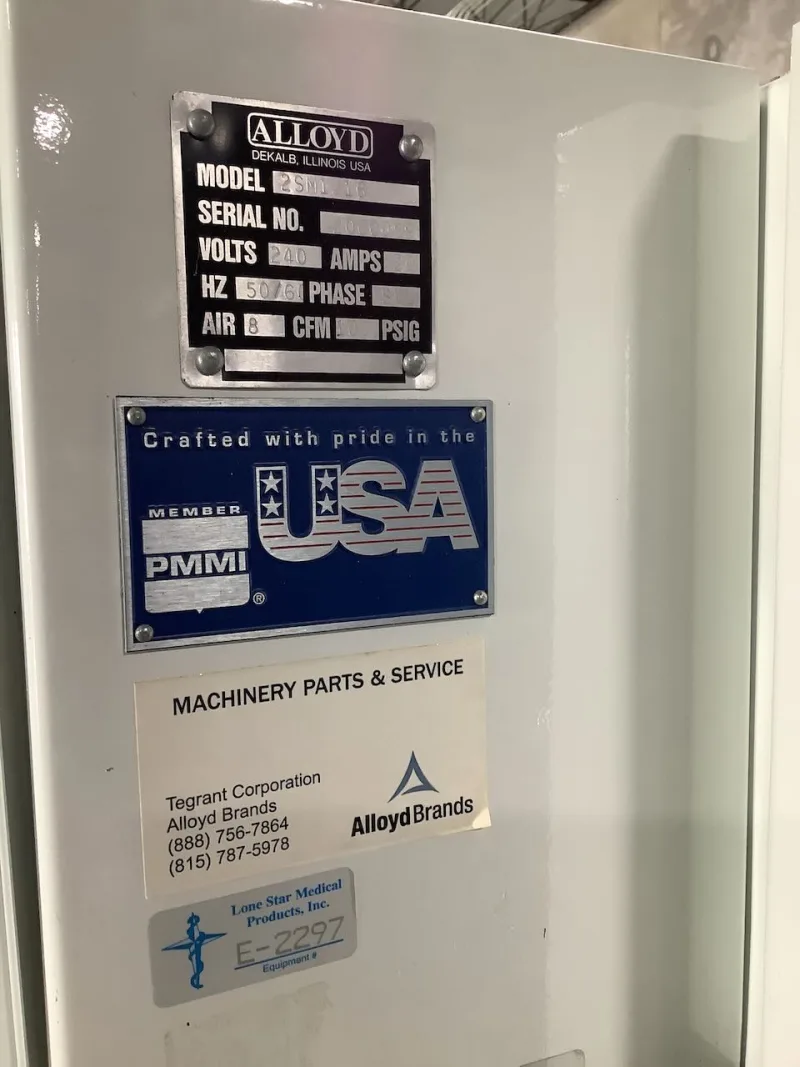 ALLOYD
DEKALB, ILLINOIS USA
MODEL
SERIAL NO.
VOLTS 240 AMPS
HZ 50/60 PHASE
AIR 8 CFM PSIG
Crafted with pride in the
USA
MEMBER
PMMI
®
MACHINERY PARTS & SERVICE
Tegrant Corporation
Alloyd Brands
(888) 756-7864
(815) 787-5978
AlloydBrands
Lone Star Medical
Products, Inc.
E-2297
Equipment #